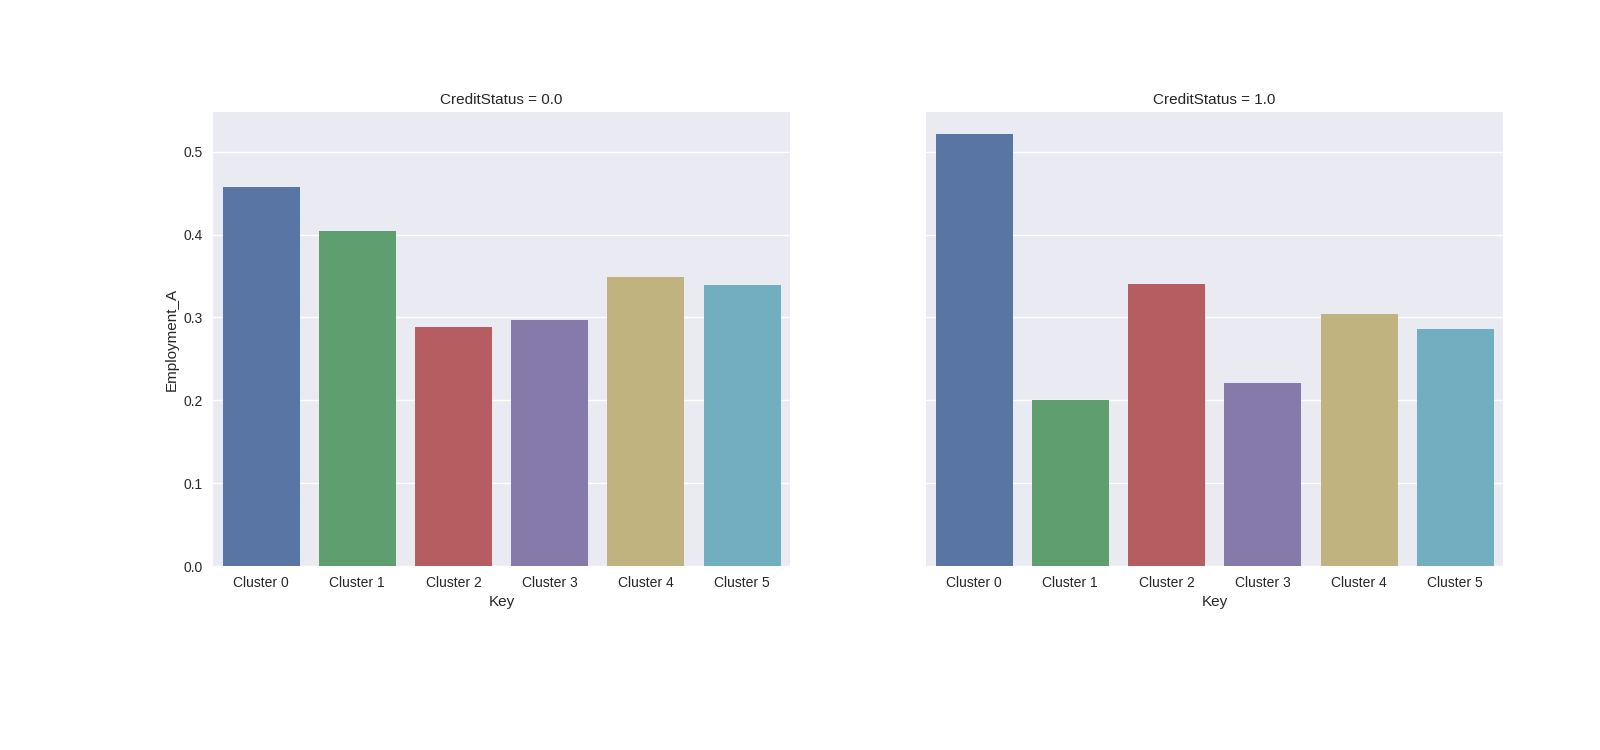 CreditStatus = 0.0
CreditStatus = 1.0
Employment_A
0.5
0.4
0.3
0.2
0.1
0.0
Cluster 0 Cluster 1 Cluster 2 Cluster 3 Cluster 4 Cluster 5
Key
Cluster 0 Cluster 1 Cluster 2 Cluster 3 Cluster 4 Cluster 5
Key